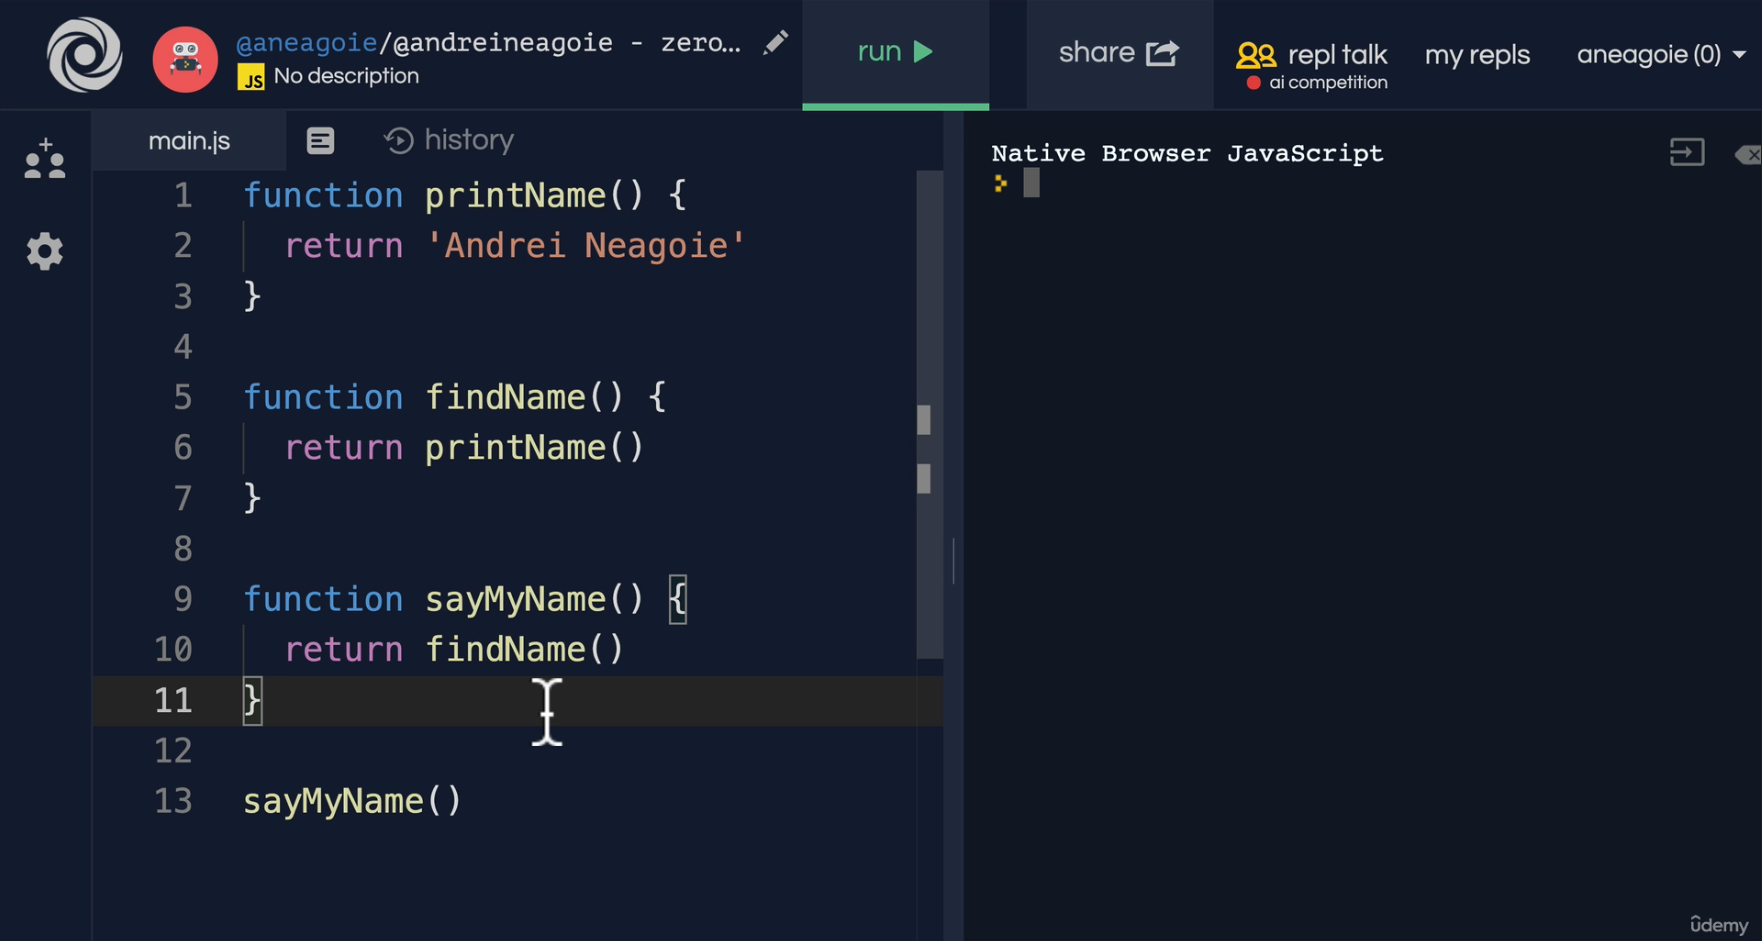 @aneagoie/@andreineagoie - zero...
JS No description
run
share
repl talk
ai competition
my repls
aneagoie (0)
main.js
history
1 function printName() {
2   return 'Andrei Neagoie'
3 }
4
5 function findName() {
6   return printName()
7 }
8
9 function sayMyName() {
10   return findName()
11 }
12
13 sayMyName()
Native Browser JavaScript
ûdemy